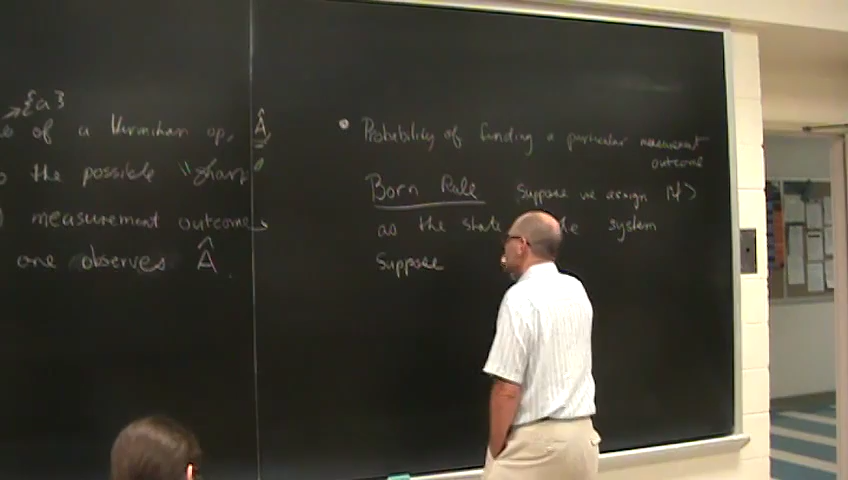 {a}
of a Hermitian op. Â,
the possible "sharp"
measurement outcomes
one observes Â.
• Probability of finding a particular measurement
outcome
Born Rule Suppose we assign |ψ>
as the state the system
Suppose